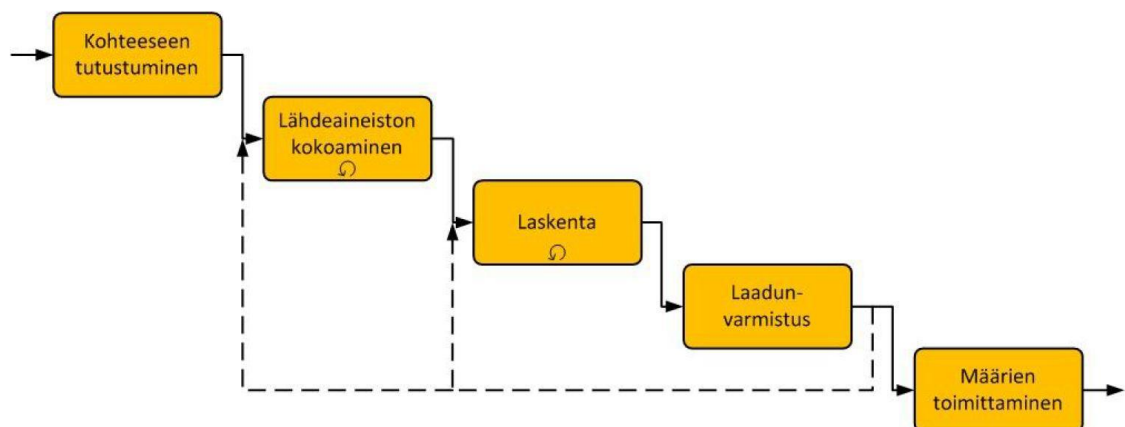 Kohteeseen
tutustuminen
Lähdeaineiston
kokoaminen
Laskenta
Laadun-
varmistus
Määrien
toimittaminen